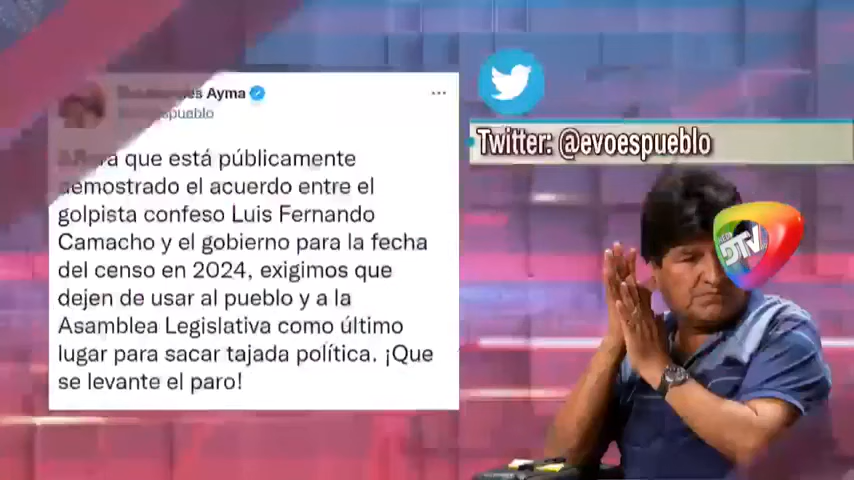 Ayma
que está públicamente
demostrado el acuerdo entre el
golpista confeso Luis Fernando
Camacho y el gobierno para la fecha
del censo en 2024, exigimos que
dejen de usar al pueblo y a la
Asamblea Legislativa como último
lugar para sacar tajada política. ¡Que
se levante el paro!
Twitter: @evoespueblo
DTV